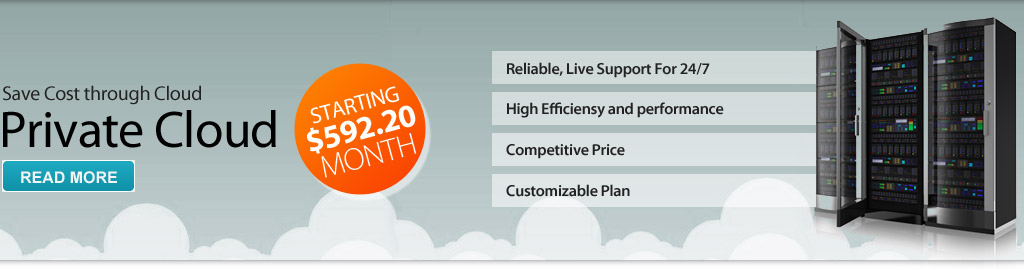 Save Cost through Cloud
Private Cloud
READ MORE
STARTING
$592.20
MONTH
Reliable, Live Support For 24/7
High Efficiensy and performance
Competitive Price
Customizable Plan